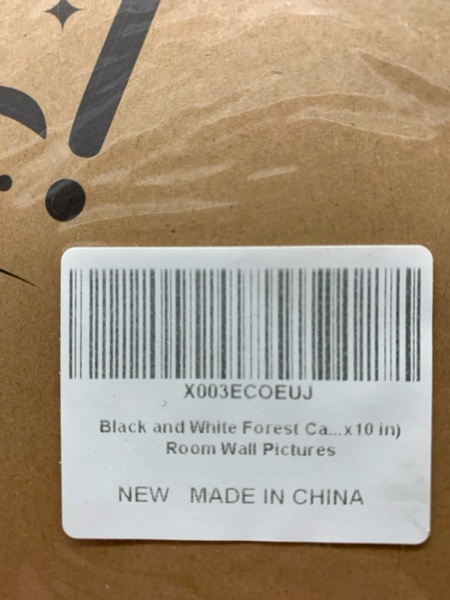 !
X003ECOEUJ
Black and White Forest Ca...x10 in)
Room Wall Pictures
NEW MADE IN CHINA